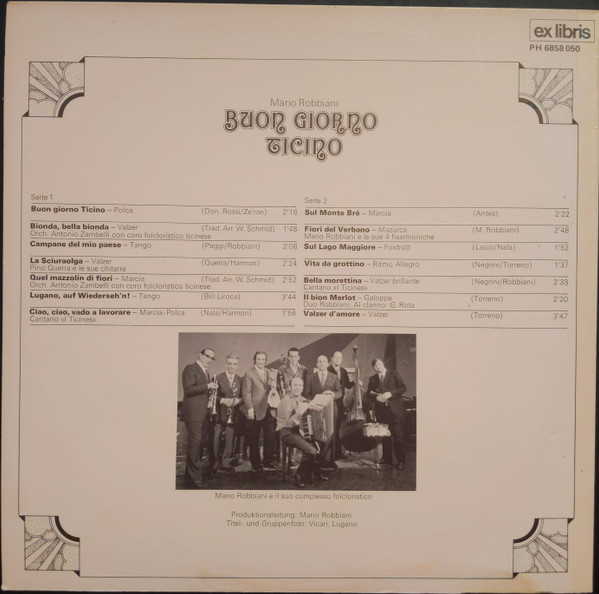 ex libris
PH 6858 050
Mario Robbiani
BUON GIORNO
TICINO
Seite 1
Buon giorno Ticino – Polca (Don. Rossi/Ze'ran) 2'16
Bionda, bella bionda – Valzer (Trad. Arr. W. Schmid) 1'48
Orch. Antonio Zambelli con coro folcloristico ticinese
Campane del mio paese – Tango (Paggi/Robbiani) 2'08
La Sciuraolga – Valzer (Guerra/Harmon) 2'24
Pino Guerra e le sue chitarre
Quel mazzolin di fiori – Marcia (Trad. Arr. W. Schmid) 2'52
Orch. Antonio Zambelli con coro folcloristico ticinese
Lugano, auf Wiederseh'n! – Tango (Bill Liroca) 3'44
Ciao, ciao, vado a lavorare – Marcia-Polca (Nala/Harmon) 1'56
Cantano «I Ticines»
Seite 2
Sul Monte Bré – Marcia (Antes) 2'22
Fiori del Verbano – Mazurca (M. Robbiani) 2'48
Mario Robbiani e le sue 4 fisarmoniche
Sul Lago Maggiore – Foxtrott (Laico/Nala) 1'52
Vita da grottino – Ritmo Allegro (Negrini/Torreno) 1'37
Bella morettina – Valzer brillante (Negrini/Robbiani) 2'33
Cantano «I Ticines»
Il bion Merlot – Galoppe (Torreno) 2'20
Duo Robbiani, Al clarino: G. Rota
Valzer d'amore – Valzer (Torreno) 3'47
Mario Robbiani e il suo complesso folcloristico
Produktionsleitung: Mario Robbiani
Titel- und Gruppenfoto: Vicari, Lugano